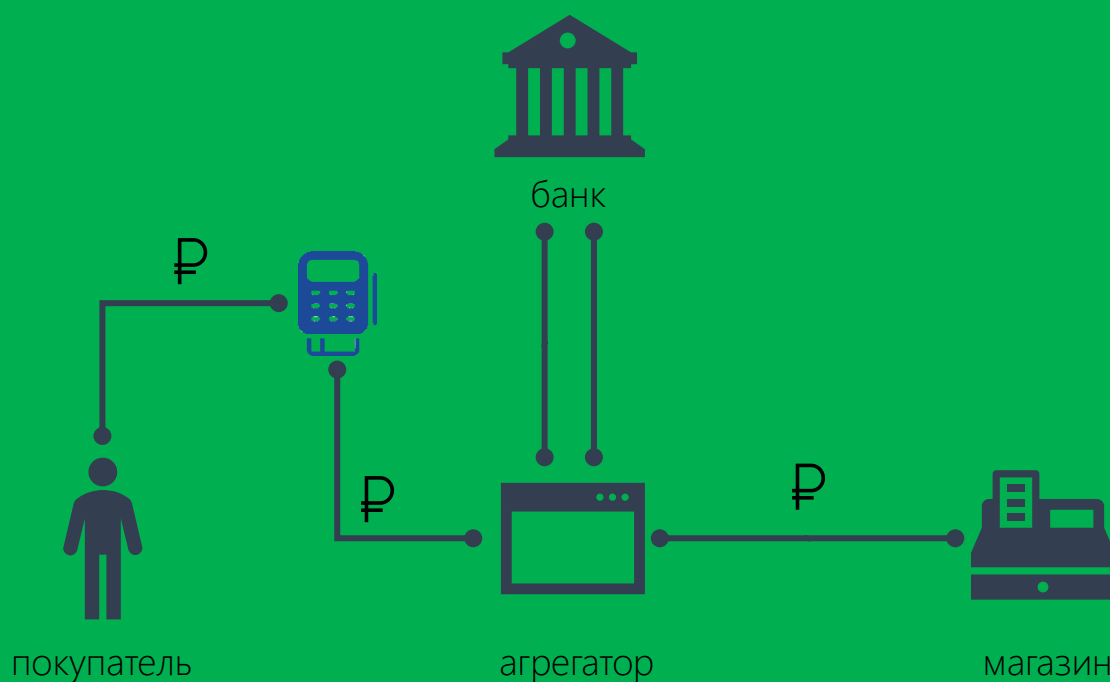 банк
₽
₽
₽
покупатель
агрегатор
магазин